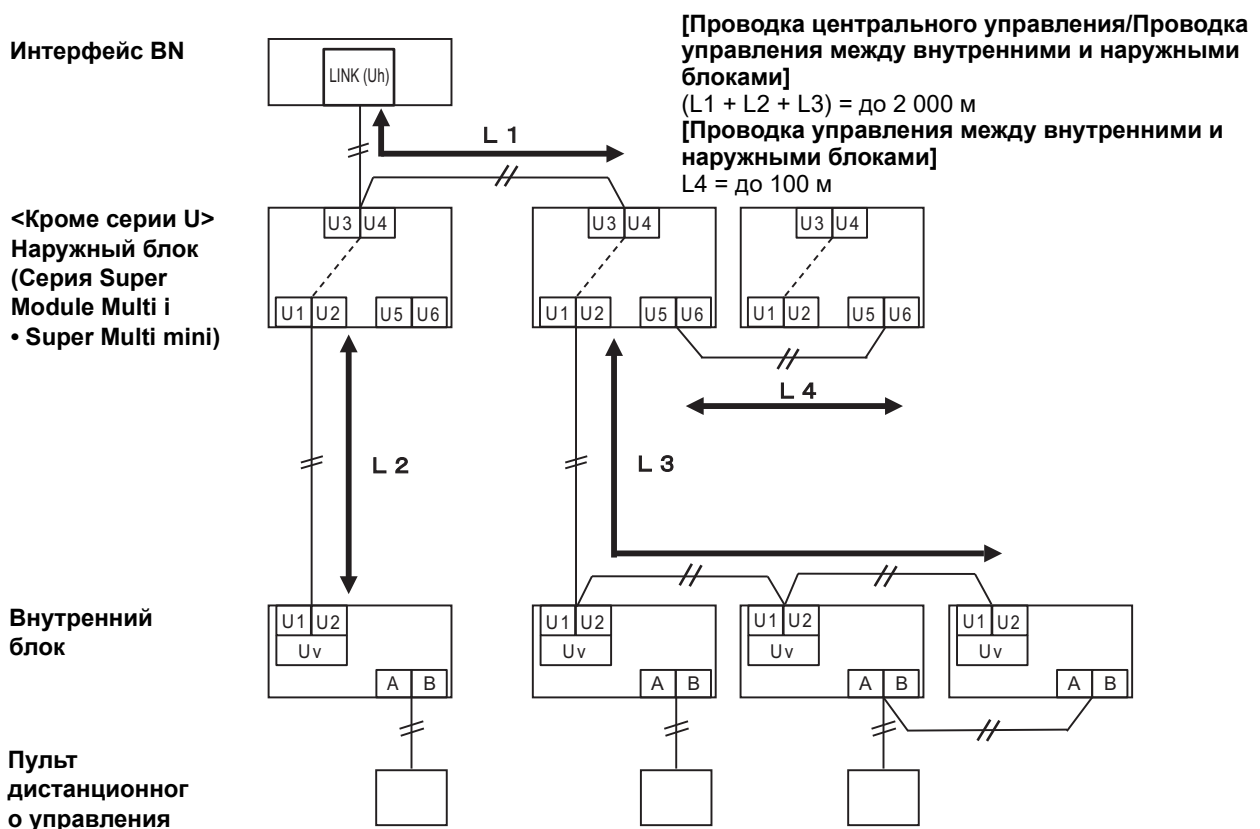 Интерфейс BN
LINK (Uh)
[Проводка центрального управления/Проводка
управления между внутренними и наружными
блоками]
(L1 + L2 + L3) = до 2 000 м
[Проводка управления между внутренними и
наружными блоками]
L4 = до 100 м
L 1
<Кроме серии U>
Наружный блок
(Серия Super
Module Multi i
• Super Multi mini)
U3 U4
U3 U4
U3 U4
U1 U2 U5 U6
U1 U2 U5 U6
U1 U2 U5 U6
L 4
L 2
L 3
Внутренний
блок
U1 U2
Uv
A B
U1 U2
Uv
A B
U1 U2
Uv
A B
U1 U2
Uv
A B
Пульт
дистанционног
о управления